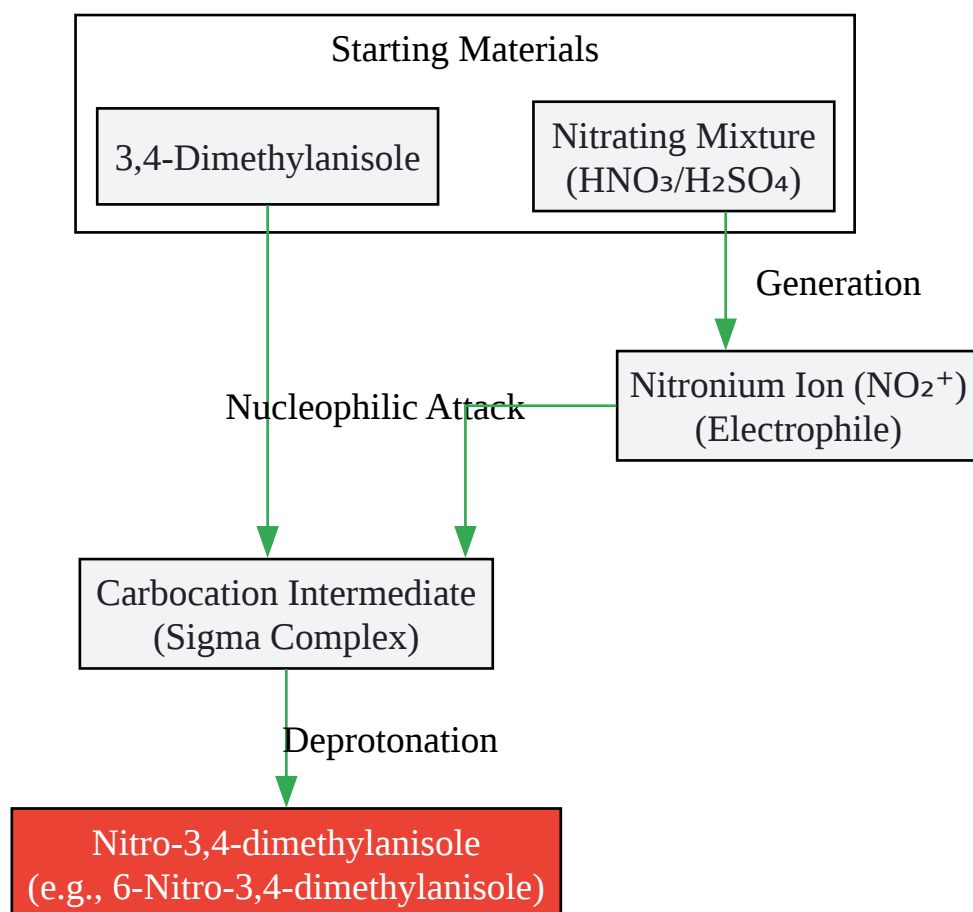 Starting Materials
3,4-Dimethylanisole
Nitrating Mixture
(HNO₃/H₂SO₄)
Generation
Nitronium Ion (NO₂⁺)
(Electrophile)
Nucleophilic Attack
Carbocation Intermediate
(Sigma Complex)
Deprotonation
Nitro-3,4-dimethylanisole
(e.g., 6-Nitro-3,4-dimethylanisole)